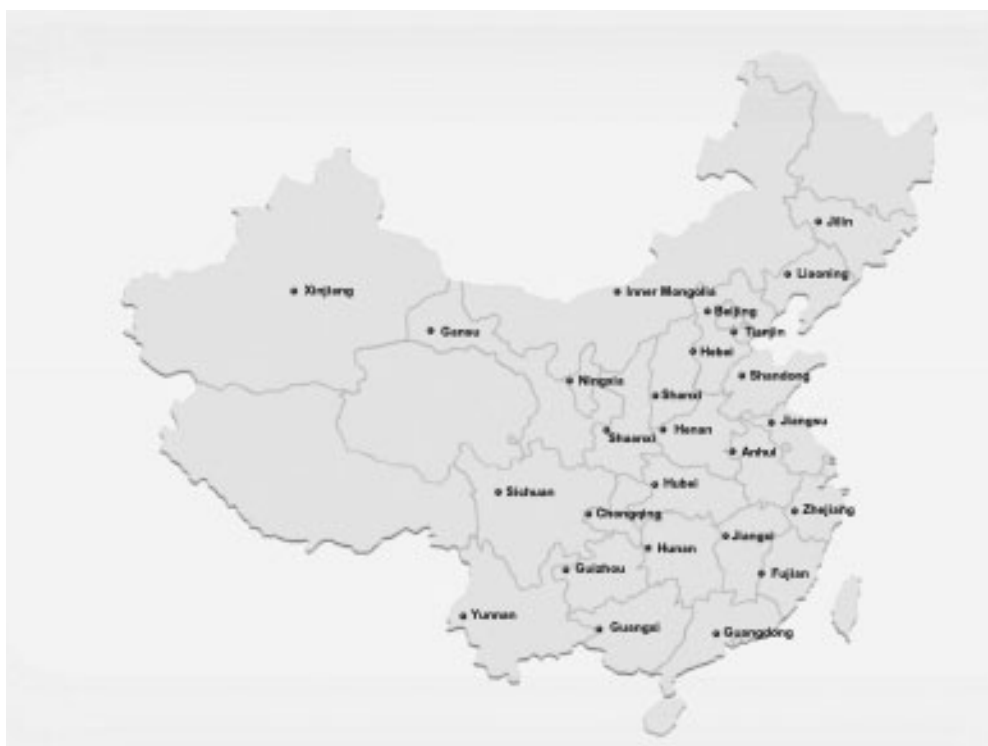 Jilin
Liaoning
Xinjiang
Inner Mongolia
Beijing
Gansu
Tianjin
Hebei
Ningxia
Shandong
Shanxi
Jiangsu
Shaanxi
Henan
Anhui
Hubei
Sichuan
Chongqing
Zhejiang
Jiangxi
Hunan
Guizhou
Fujian
Yunnan
Guangxi
Guangdong